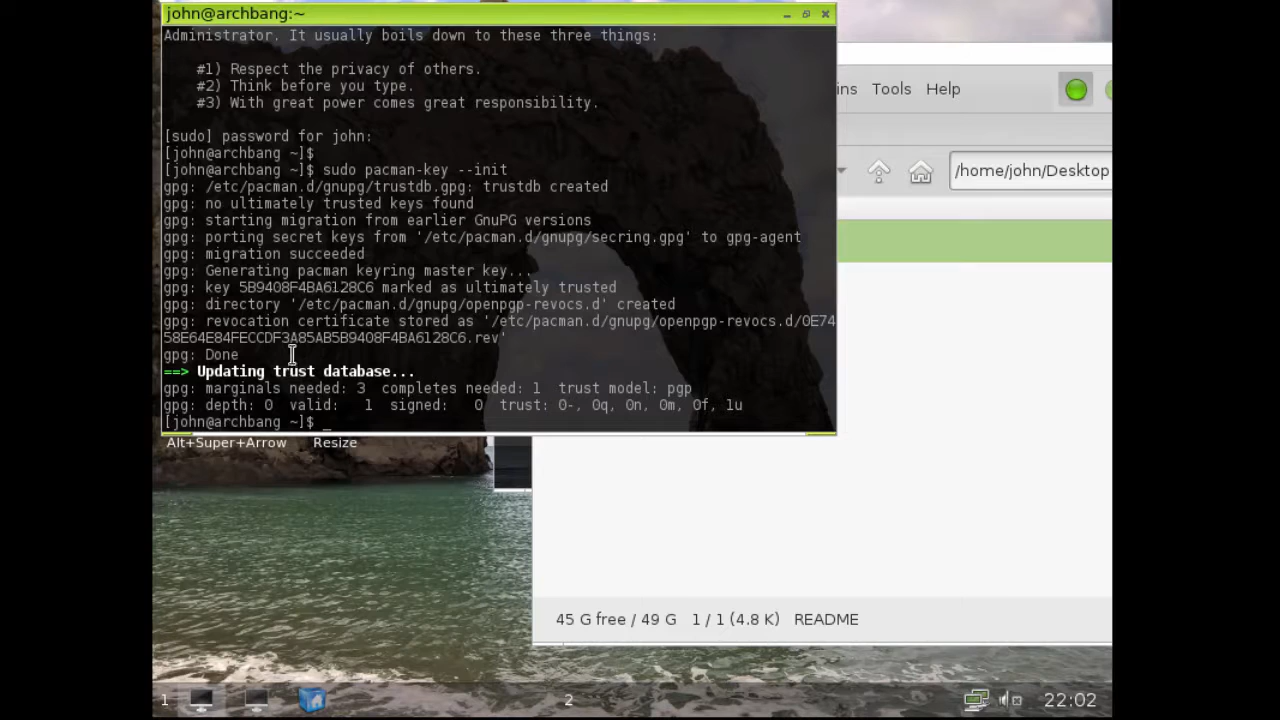 john@archbang:~
Administrator. It usually boils down to these three things:
#1) Respect the privacy of others.
#2) Think before you type.
#3) With great power comes great responsibility.
[sudo] password for john:
[john@archbang ~]$
[john@archbang ~]$ sudo pacman-key --init
gpg: /etc/pacman.d/gnupg/trustdb.gpg: trustdb created
gpg: no ultimately trusted keys found
gpg: starting migration from earlier GnuPG versions
gpg: porting secret keys from '/etc/pacman.d/gnupg/secring.gpg' to gpg-agent
gpg: migration succeeded
gpg: Generating pacman keyring master key...
gpg: key 5B9408F4BA6128C6 marked as ultimately trusted
gpg: directory '/etc/pacman.d/gnupg/openpgp-revocs.d' created
gpg: revocation certificate stored as '/etc/pacman.d/gnupg/openpgp-revocs.d/0E74
58E64E84FECCDF3A85AB5B9408F4BA6128C6.rev'
gpg: Done
==> Updating trust database...
gpg: marginals needed: 3  completes needed: 1  trust model: pgp
gpg: depth: 0  valid:   1  signed:   0  trust: 0-, 0q, 0n, 0m, 0f, 1u
[john@archbang ~]$ _
Alt+Super+Arrow Resize
ins Tools Help
/home/john/Desktop
45 G free / 49 G 1 / 1 (4.8 K) README
1 2 22:02